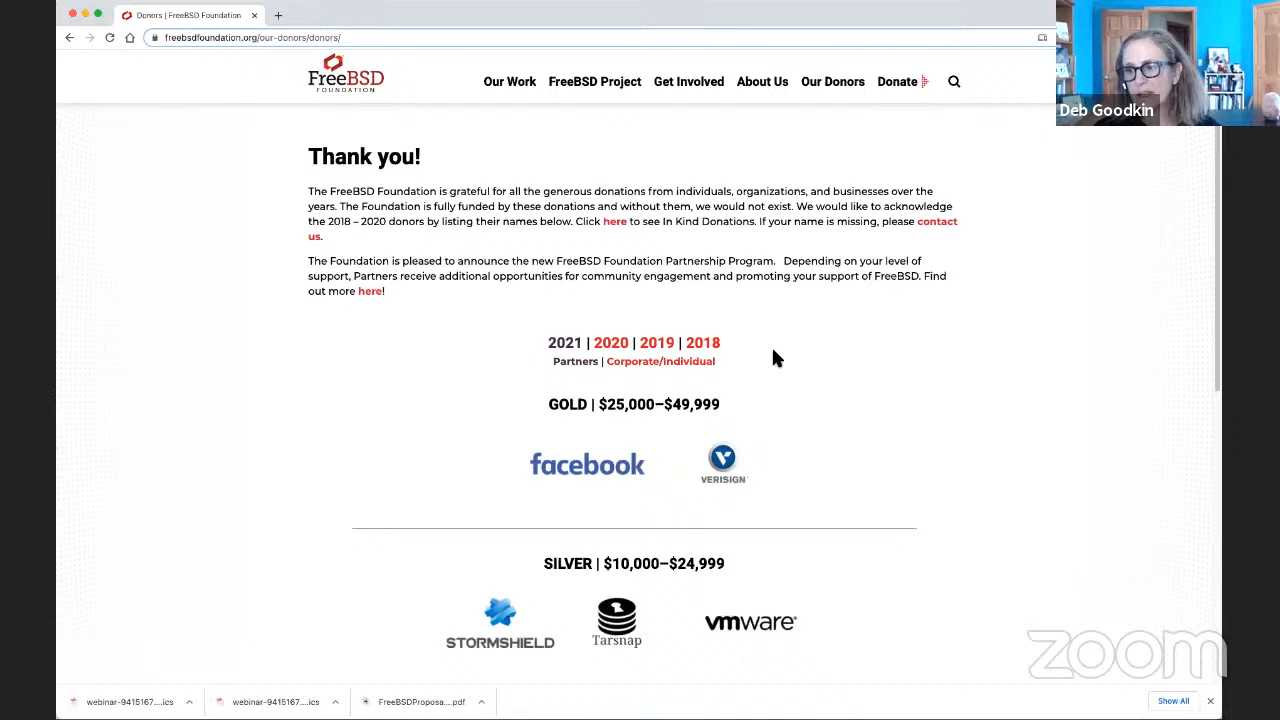 Donors | FreeBSD Foundation
freebsdfoundation.org/our-donors/donors/
Deb Goodkin
FreeBSD
FOUNDATION
Our Work FreeBSD Project Get Involved About Us Our Donors Donate
Thank you!
The FreeBSD Foundation is grateful for all the generous donations from individuals, organizations, and businesses over the
years. The Foundation is fully funded by these donations and without them, we would not exist. We would like to acknowledge
the 2018 – 2020 donors by listing their names below. Click here to see In Kind Donations. If your name is missing, please contact
us.
The Foundation is pleased to announce the new FreeBSD Foundation Partnership Program. Depending on your level of
support, Partners receive additional opportunities for community engagement and promoting your support of FreeBSD. Find
out more here!
2021 | 2020 | 2019 | 2018
Partners | Corporate/Individual
GOLD | $25,000–$49,999
facebook
VERISIGN
SILVER | $10,000–$24,999
STORMSHIELD
Tarsnap
vmware
zoom
webinar-9415167....ics webinar-9415167....ics FreeBSDProposa....pdf Show All